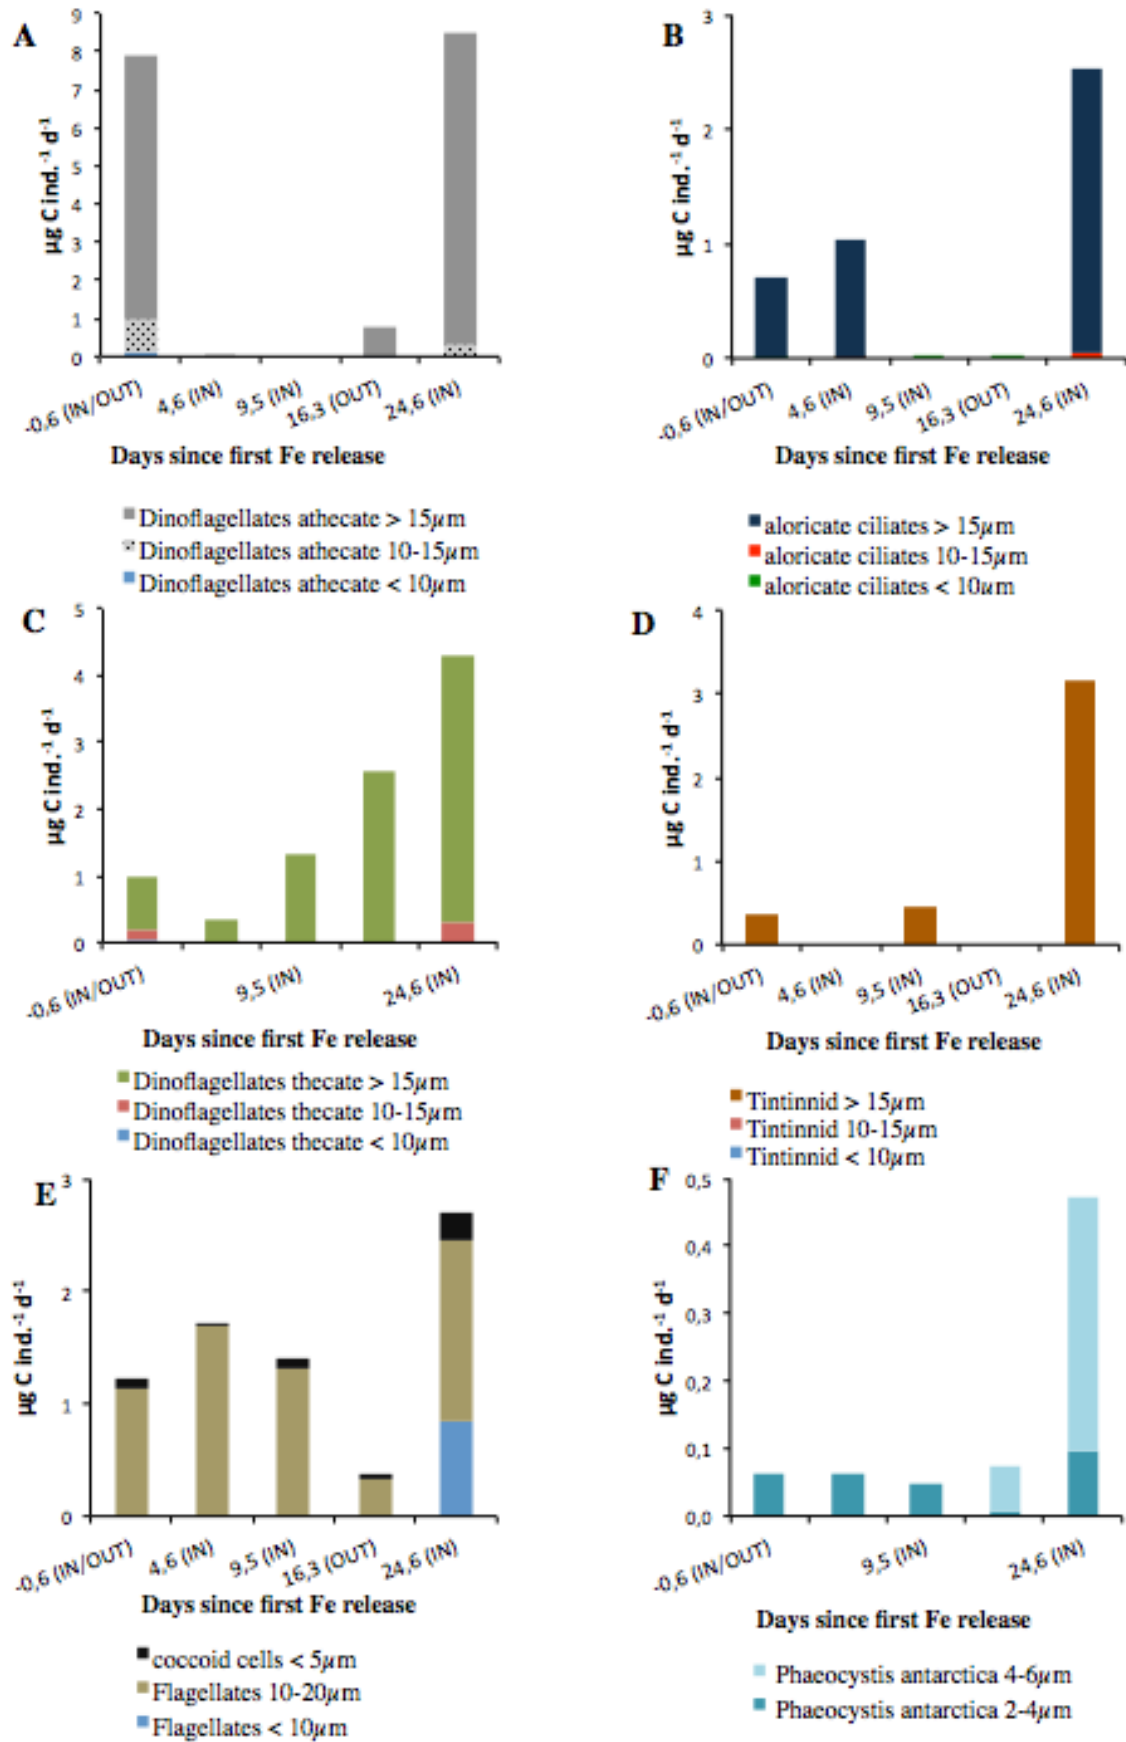 A
9
8
7
6
5
4
3
2
1
0
µg C ind.⁻¹ d⁻¹
-0,6 (IN/OUT)
4,6 (IN)
9,5 (IN)
16,3 (OUT)
24,6 (IN)
Days since first Fe release
Dinoflagellates athecate > 15µm
Dinoflagellates athecate 10-15µm
Dinoflagellates athecate < 10µm
B
3
2
1
0
µg C ind.⁻¹ d⁻¹
-0,6 (IN/OUT)
4,6 (IN)
9,5 (IN)
16,3 (OUT)
24,6 (IN)
Days since first Fe release
aloricate ciliates > 15µm
aloricate ciliates 10-15µm
aloricate ciliates < 10µm
C
5
4
3
2
1
0
µg C ind.⁻¹ d⁻¹
-0,6 (IN/OUT)
9,5 (IN)
24,6 (IN)
Days since first Fe release
Dinoflagellates thecate > 15µm
Dinoflagellates thecate 10-15µm
Dinoflagellates thecate < 10µm
D
4
3
2
1
0
µg C ind.⁻¹ d⁻¹
-0,6 (IN/OUT)
4,6 (IN)
9,5 (IN)
16,3 (OUT)
24,6 (IN)
Days since first Fe release
Tintinnid > 15µm
Tintinnid 10-15µm
Tintinnid < 10µm
E
3
2
1
0
µg C ind.⁻¹ d⁻¹
-0,6 (IN/OUT)
4,6 (IN)
9,5 (IN)
16,3 (OUT)
24,6 (IN)
Days since first Fe release
coccoid cells < 5µm
Flagellates 10-20µm
Flagellates < 10µm
F
0,5
0,4
0,3
0,2
0,1
0,0
µg C ind.⁻¹ d⁻¹
-0,6 (IN/OUT)
9,5 (IN)
24,6 (IN)
Days since first Fe release
Phaeocystis antarctica 4-6µm
Phaeocystis antarctica 2-4µm